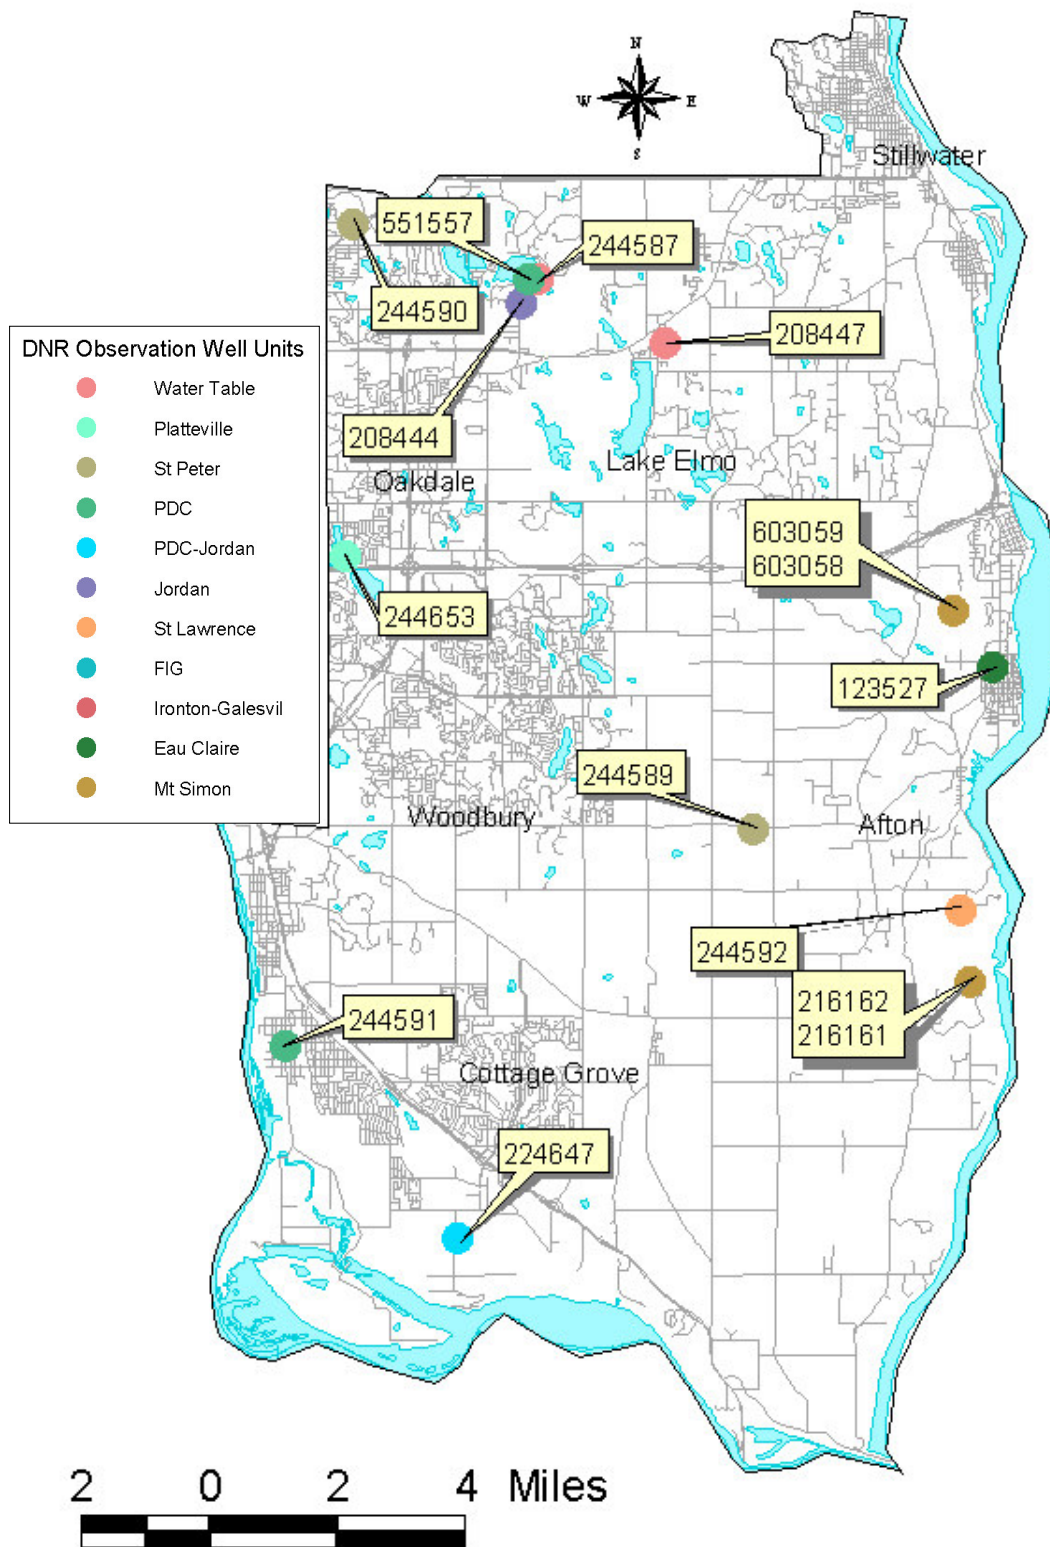 N
W E
S
Stillwater
551557
244587
244590
208447
DNR Observation Well Units
Water Table
Platteville
St Peter
PDC
PDC-Jordan
Jordan
St Lawrence
FIG
Ironton-Galesvil
Eau Claire
Mt Simon
208444
Oakdale
Lake Elmo
603059
603058
244653
123527
244589
Woodbury
Afton
244592
216162
216161
244591
Cottage Grove
224647
2 0 2 4 Miles